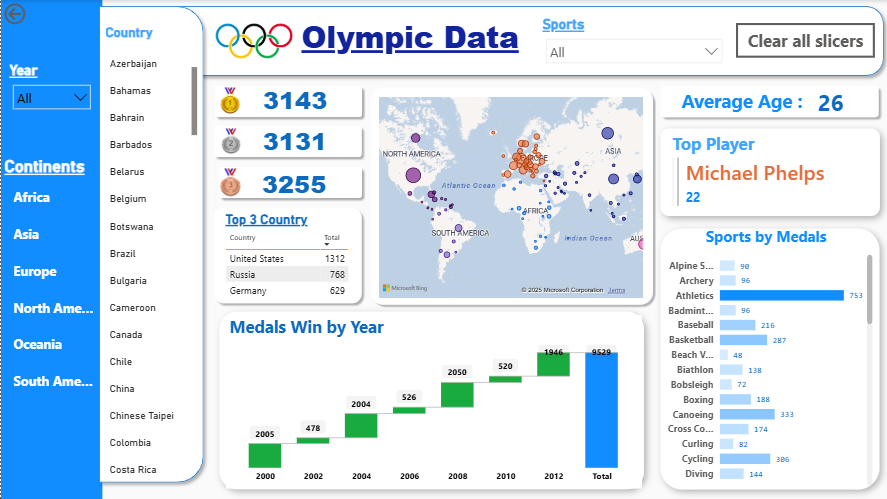 Olympic Data
Sports
All
Clear all slicers
Year
All
Continents
Africa
Asia
Europe
North Ame...
Oceania
South Ame...
Country
Azerbaijan
Bahamas
Bahrain
Barbados
Belarus
Belgium
Botswana
Brazil
Bulgaria
Cameroon
Canada
Chile
China
Chinese Taipei
Colombia
Costa Rica
1
3143
2
3131
3
3255
Top 3 Country
Country Total
United States 1312
Russia 768
Germany 629
NORTH AMERICA
EUROPE
ASIA
Atlantic Ocean
AFRICA
SOUTH AMERICA
Indian Ocean
AUS
Microsoft Bing
© 2025 Microsoft Corporation Terms
Average Age : 26
Top Player
Michael Phelps
22
Medals Win by Year
2005
478
2004
526
2050
520
1946
9529
2000 2002 2004 2006 2008 2010 2012 Total
Sports by Medals
Alpine S... 90
Archery 96
Athletics 753
Badmint... 96
Baseball 216
Basketball 287
Beach V... 48
Biathlon 138
Bobsleigh 72
Boxing 188
Canoeing 333
Cross Co... 174
Curling 82
Cycling 306
Diving 144